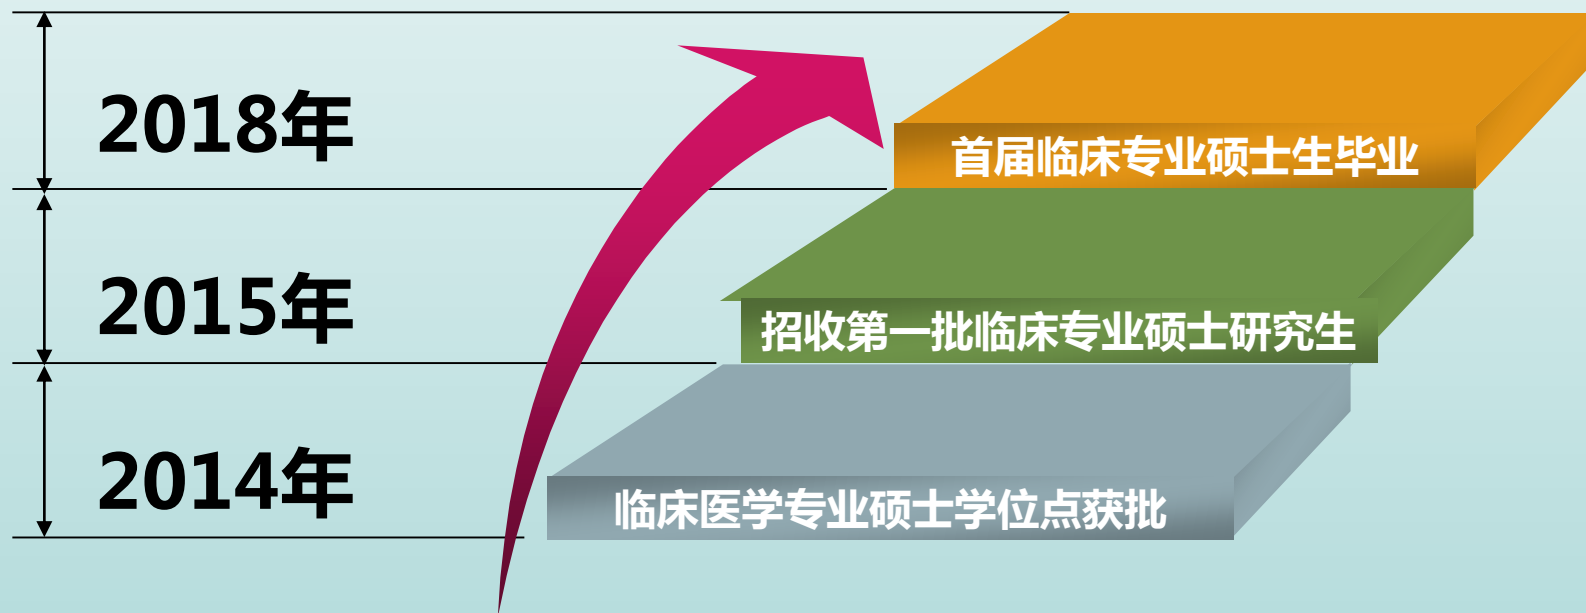 2018年
首届临床专业硕士生毕业
2015年
招收第一批临床专业硕士研究生
2014年
临床医学专业硕士学位点获批